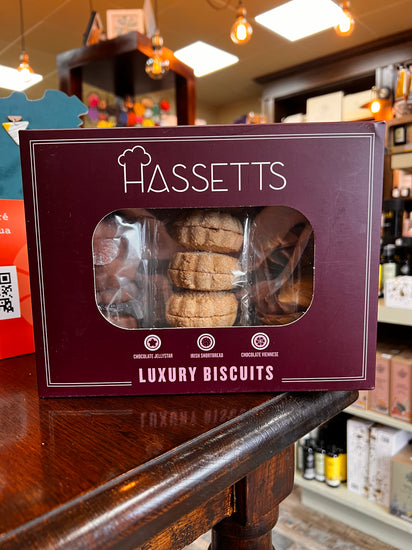 HASSETTS
CHOCOLATE JELLYSTAR
IRISH SHORTBREAD
CHOCOLATE VIENNESE
LUXURY BISCUITS